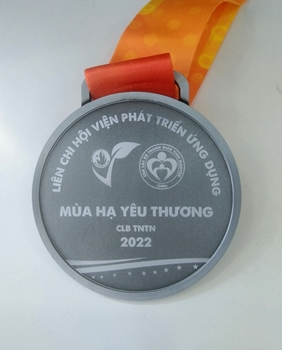 LIÊN CHI HỘI VIỆN PHÁT TRIỂN ỨNG DỤNG
MÙA HẠ YÊU THƯƠNG
CLB TNTN
2022